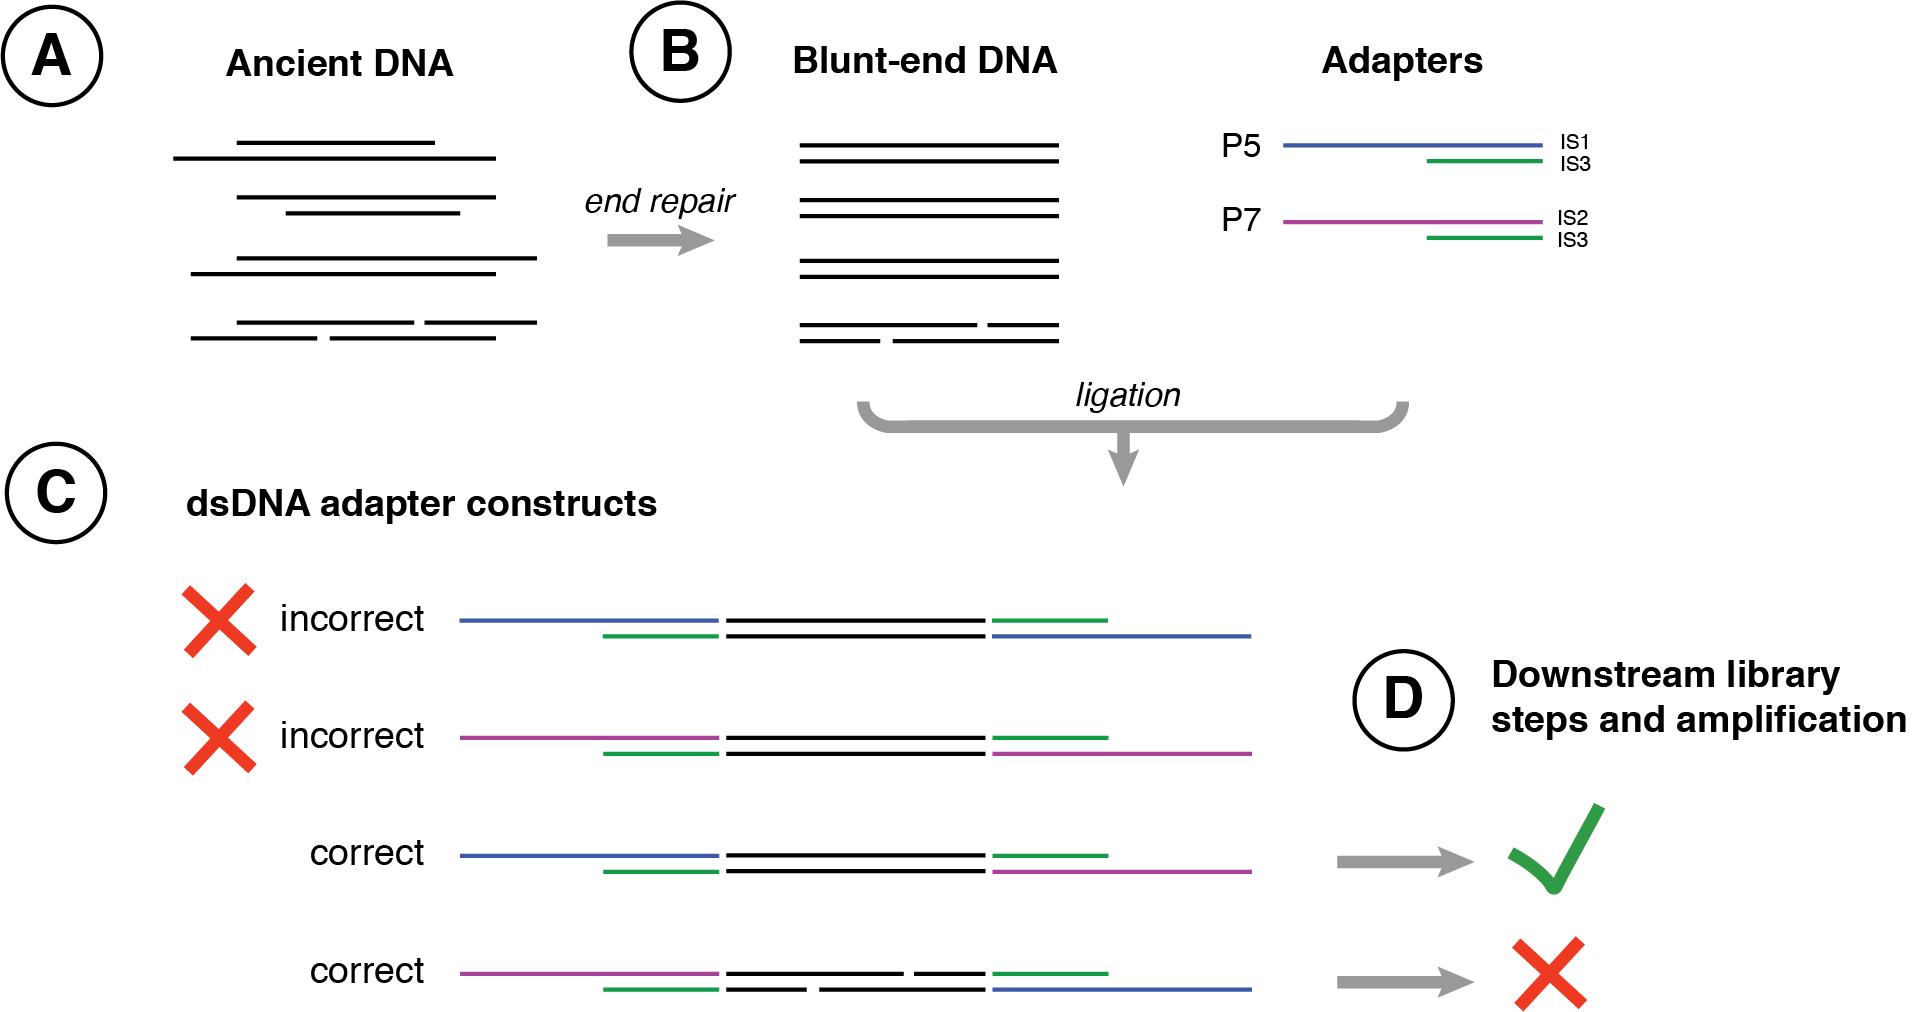 A
Ancient DNA
B
Blunt-end DNA
Adapters
P5
IS1
IS3
end repair
P7
IS2
IS3
ligation
C
dsDNA adapter constructs
incorrect
D
Downstream library
steps and amplification
incorrect
correct
correct